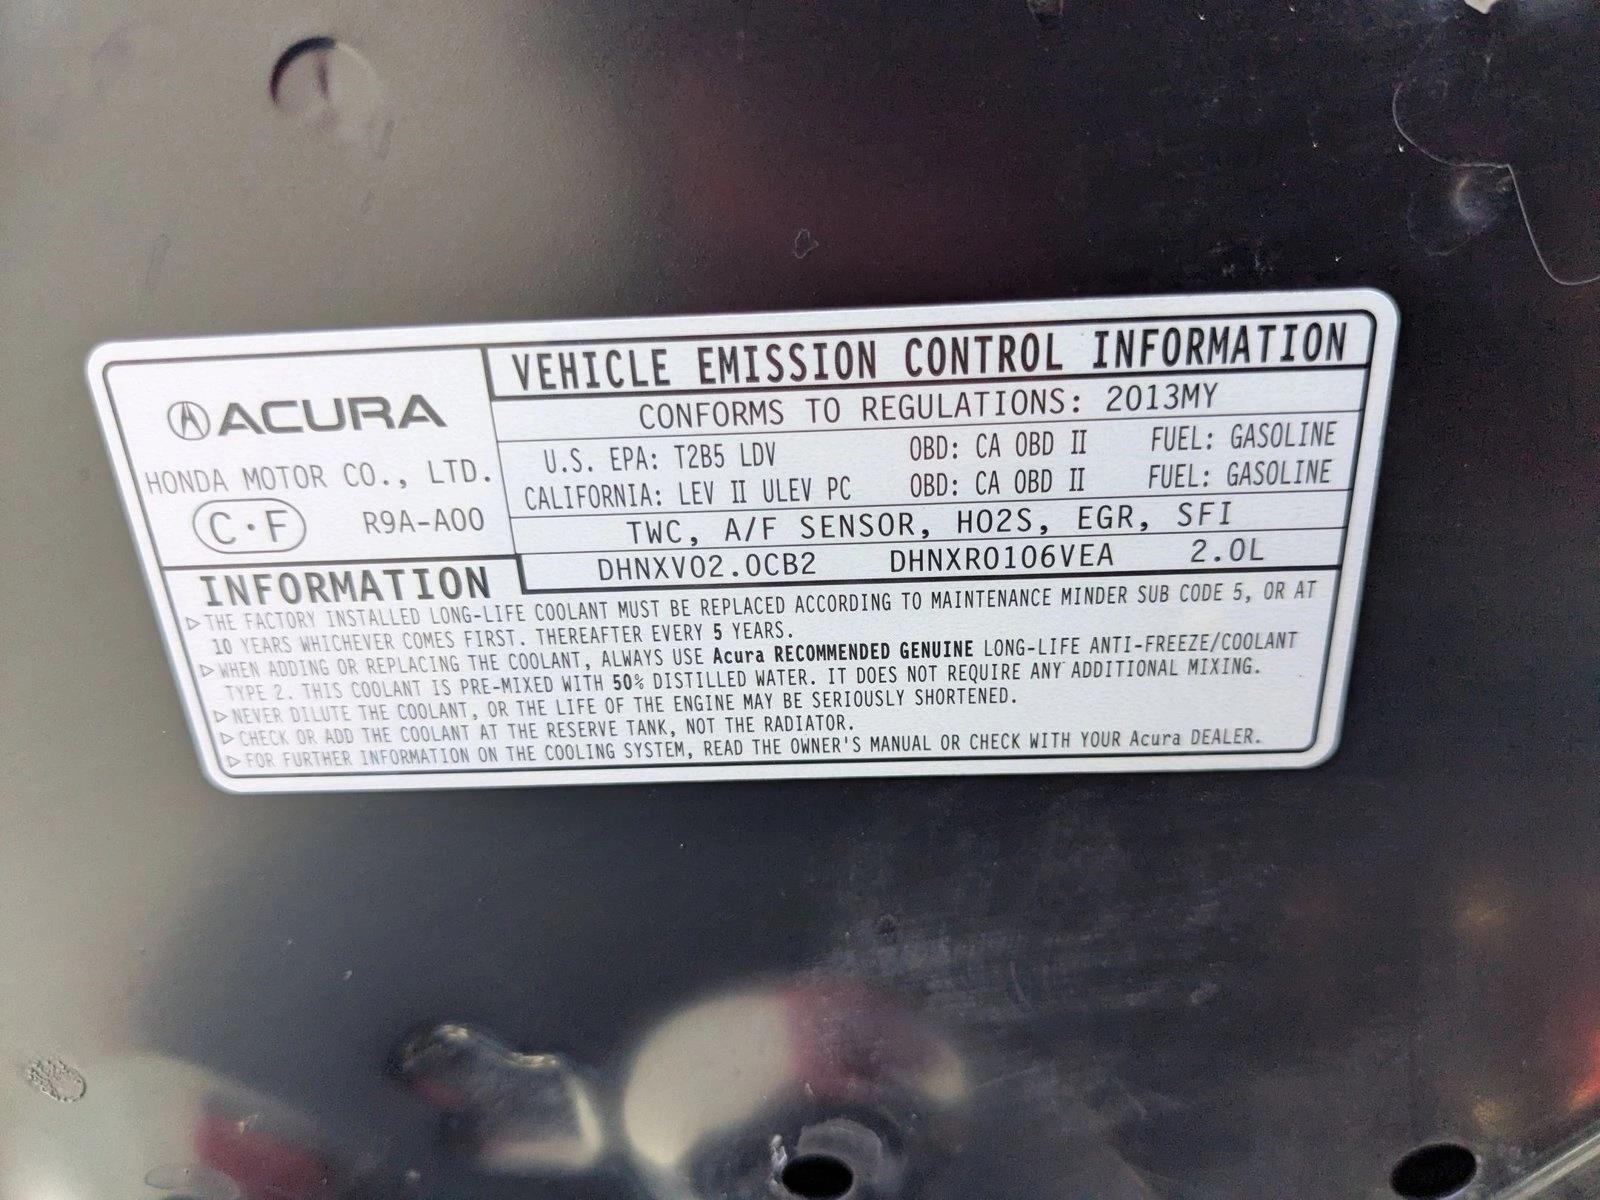 VEHICLE EMISSION CONTROL INFORMATION
ACURA
CONFORMS TO REGULATIONS: 2013MY
HONDA MOTOR CO., LTD.
U.S. EPA: T2B5 LDV OBD: CA OBD II FUEL: GASOLINE
CALIFORNIA: LEV II ULEV PC OBD: CA OBD II FUEL: GASOLINE
C·F R9A-A00
TWC, A/F SENSOR, HO2S, EGR, SFI
DHNXV02.0CB2 DHNXR0106VEA 2.0L
INFORMATION
▷THE FACTORY INSTALLED LONG-LIFE COOLANT MUST BE REPLACED ACCORDING TO MAINTENANCE MINDER SUB CODE 5, OR AT
10 YEARS WHICHEVER COMES FIRST. THEREAFTER EVERY 5 YEARS.
▷WHEN ADDING OR REPLACING THE COOLANT, ALWAYS USE Acura RECOMMENDED GENUINE LONG-LIFE ANTI-FREEZE/COOLANT
TYPE 2. THIS COOLANT IS PRE-MIXED WITH 50% DISTILLED WATER. IT DOES NOT REQUIRE ANY ADDITIONAL MIXING.
▷NEVER DILUTE THE COOLANT, OR THE LIFE OF THE ENGINE MAY BE SERIOUSLY SHORTENED.
▷CHECK OR ADD THE COOLANT AT THE RESERVE TANK, NOT THE RADIATOR.
▷FOR FURTHER INFORMATION ON THE COOLING SYSTEM, READ THE OWNER'S MANUAL OR CHECK WITH YOUR Acura DEALER.